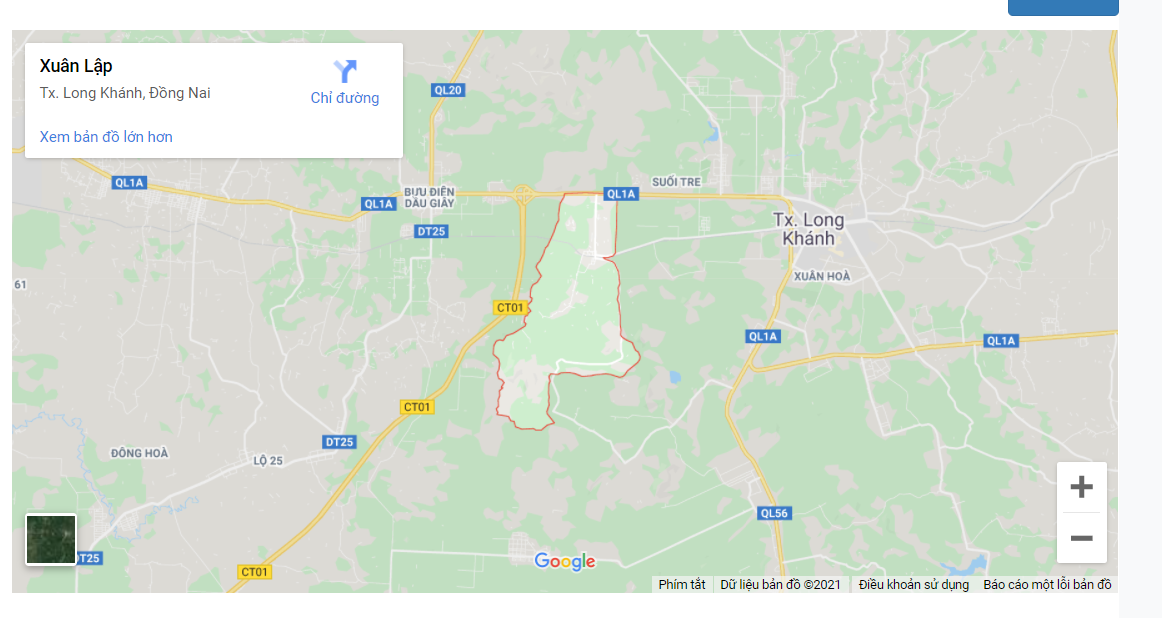 Xuân Lập
Tx. Long Khánh, Đồng Nai
Chỉ đường
Xem bản đồ lớn hơn
QL20
QL1A
SUỐI TRE
BƯU ĐIỆN
DẦU GIÂY
QL1A
QL1A
DT25
Tx. Long
Khánh
XUÂN HOÀ
61
CT01
QL1A
QL1A
CT01
DT25
ĐÔNG HOÀ
LỘ 25
QL56
DT25
CT01
Google
Phím tắt
Dữ liệu bản đồ ©2021
Điều khoản sử dụng
Báo cáo một lỗi bản đồ